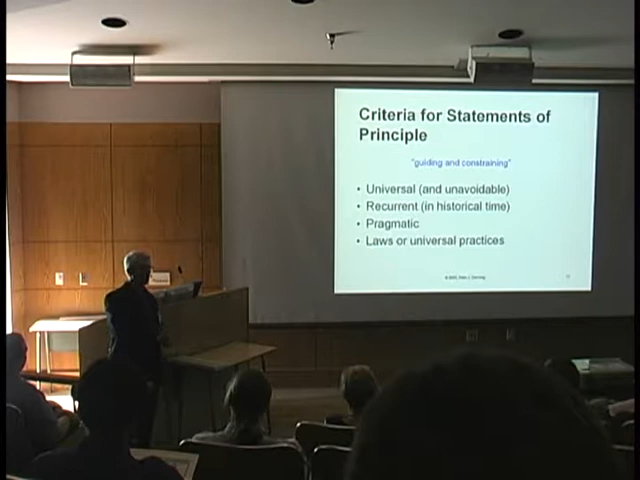 Criteria for Statements of
Principle
"guiding and constraining"
• Universal (and unavoidable)
• Recurrent (in historical time)
• Pragmatic
• Laws or universal practices